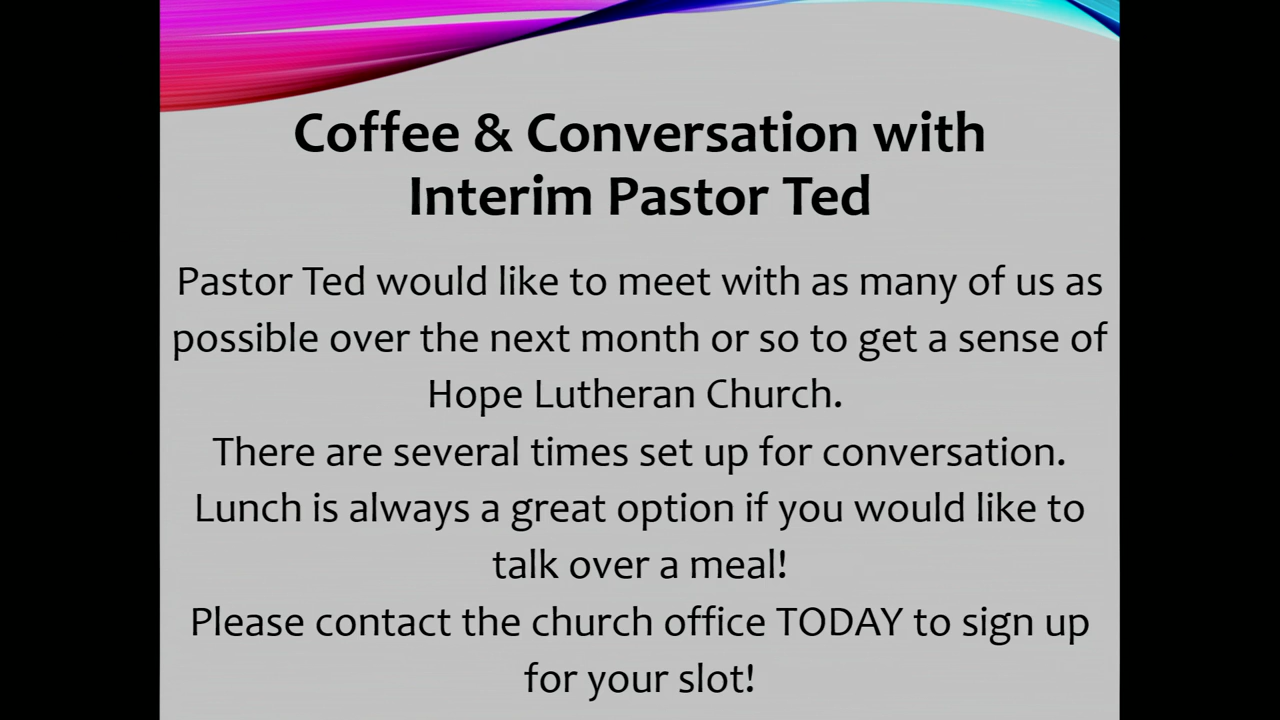 Coffee & Conversation with
Interim Pastor Ted
Pastor Ted would like to meet with as many of us as
possible over the next month or so to get a sense of
Hope Lutheran Church.
There are several times set up for conversation.
Lunch is always a great option if you would like to
talk over a meal!
Please contact the church office TODAY to sign up
for your slot!